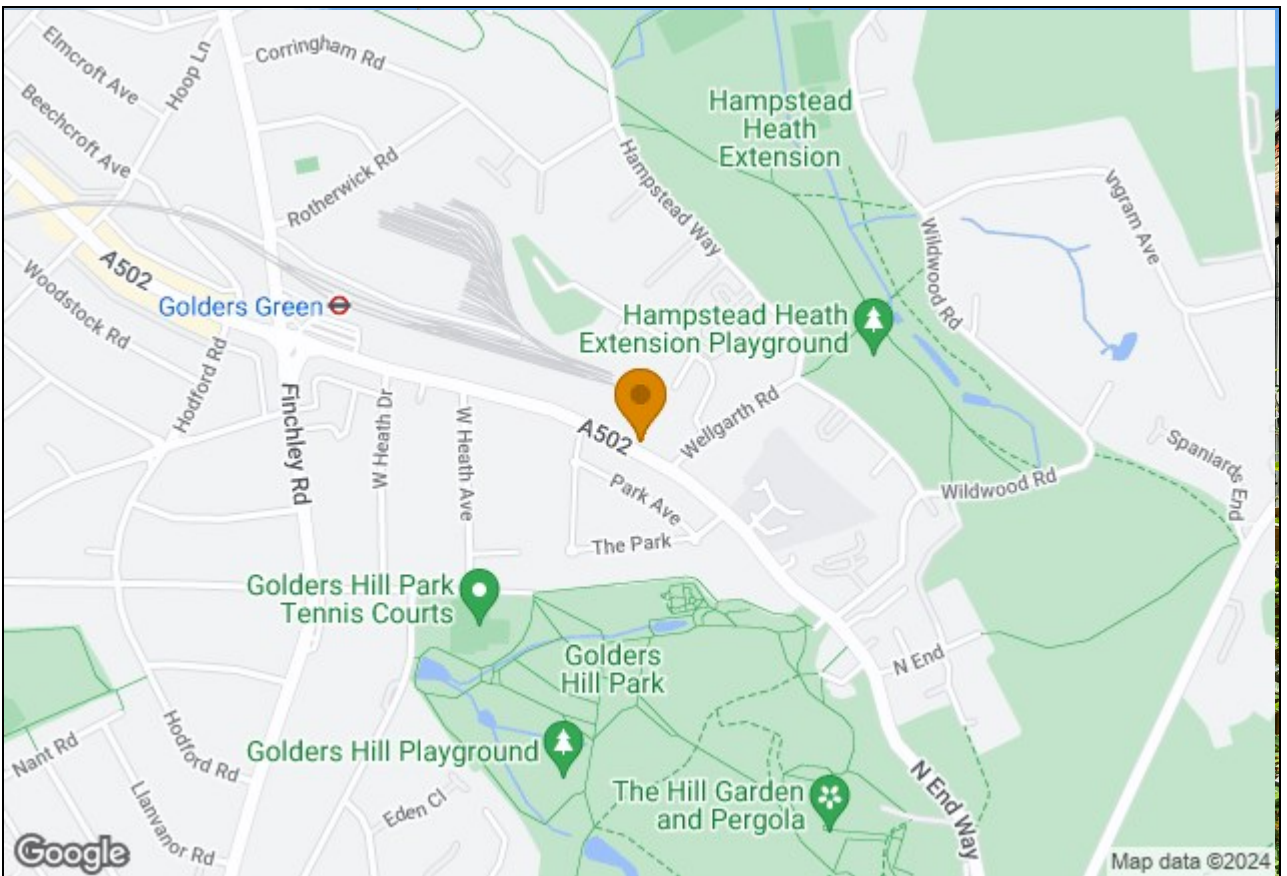 Elmcroft Ave
Hoop Ln
Corringham Rd
Beechcroft Ave
Hampstead
Heath
Extension
Hampstead Way
Ingram Ave
Rotherwick Rd
Wildwood Rd
A502
Woodstock Rd
Golders Green
Hampstead Heath
Extension Playground
Hodford Rd
Finchley Rd
W Heath Dr
W Heath Ave
A502
Wellgarth Rd
Spaniards End
Park Ave
Wildwood Rd
The Park
Golders Hill Park
Tennis Courts
Golders
Hill Park
N End
Hodford Rd
Nant Rd
Golders Hill Playground
Llanvanor Rd
Eden Cl
The Hill Garden
and Pergola
N End Way
Google
Map data ©2024